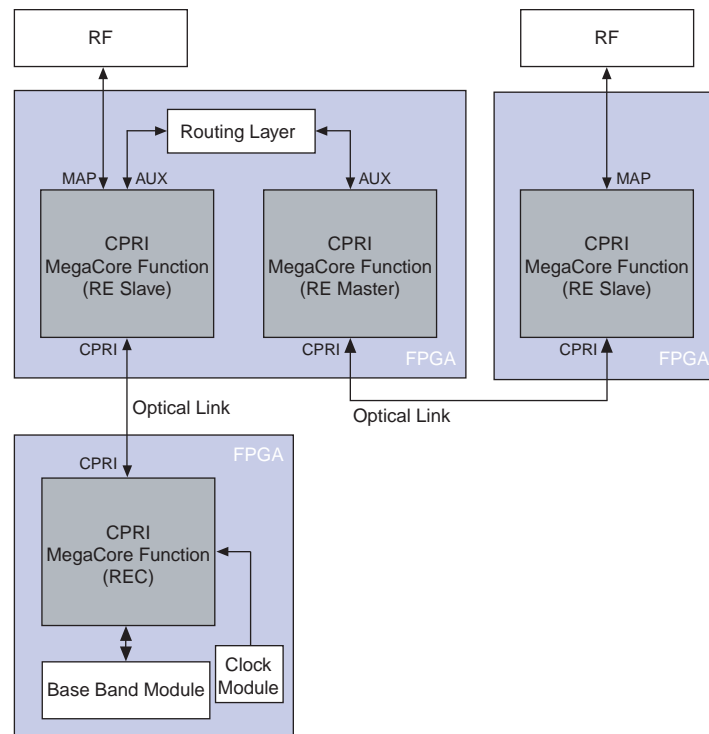 RF
RF
Routing Layer
MAP
AUX
AUX
MAP
CPRI
MegaCore Function
(RE Slave)
CPRI
MegaCore Function
(RE Master)
CPRI
MegaCore Function
(RE Slave)
CPRI
CPRI
FPGA
CPRI
FPGA
Optical Link
Optical Link
FPGA
CPRI
CPRI
MegaCore Function
(REC)
Clock
Module
Base Band Module